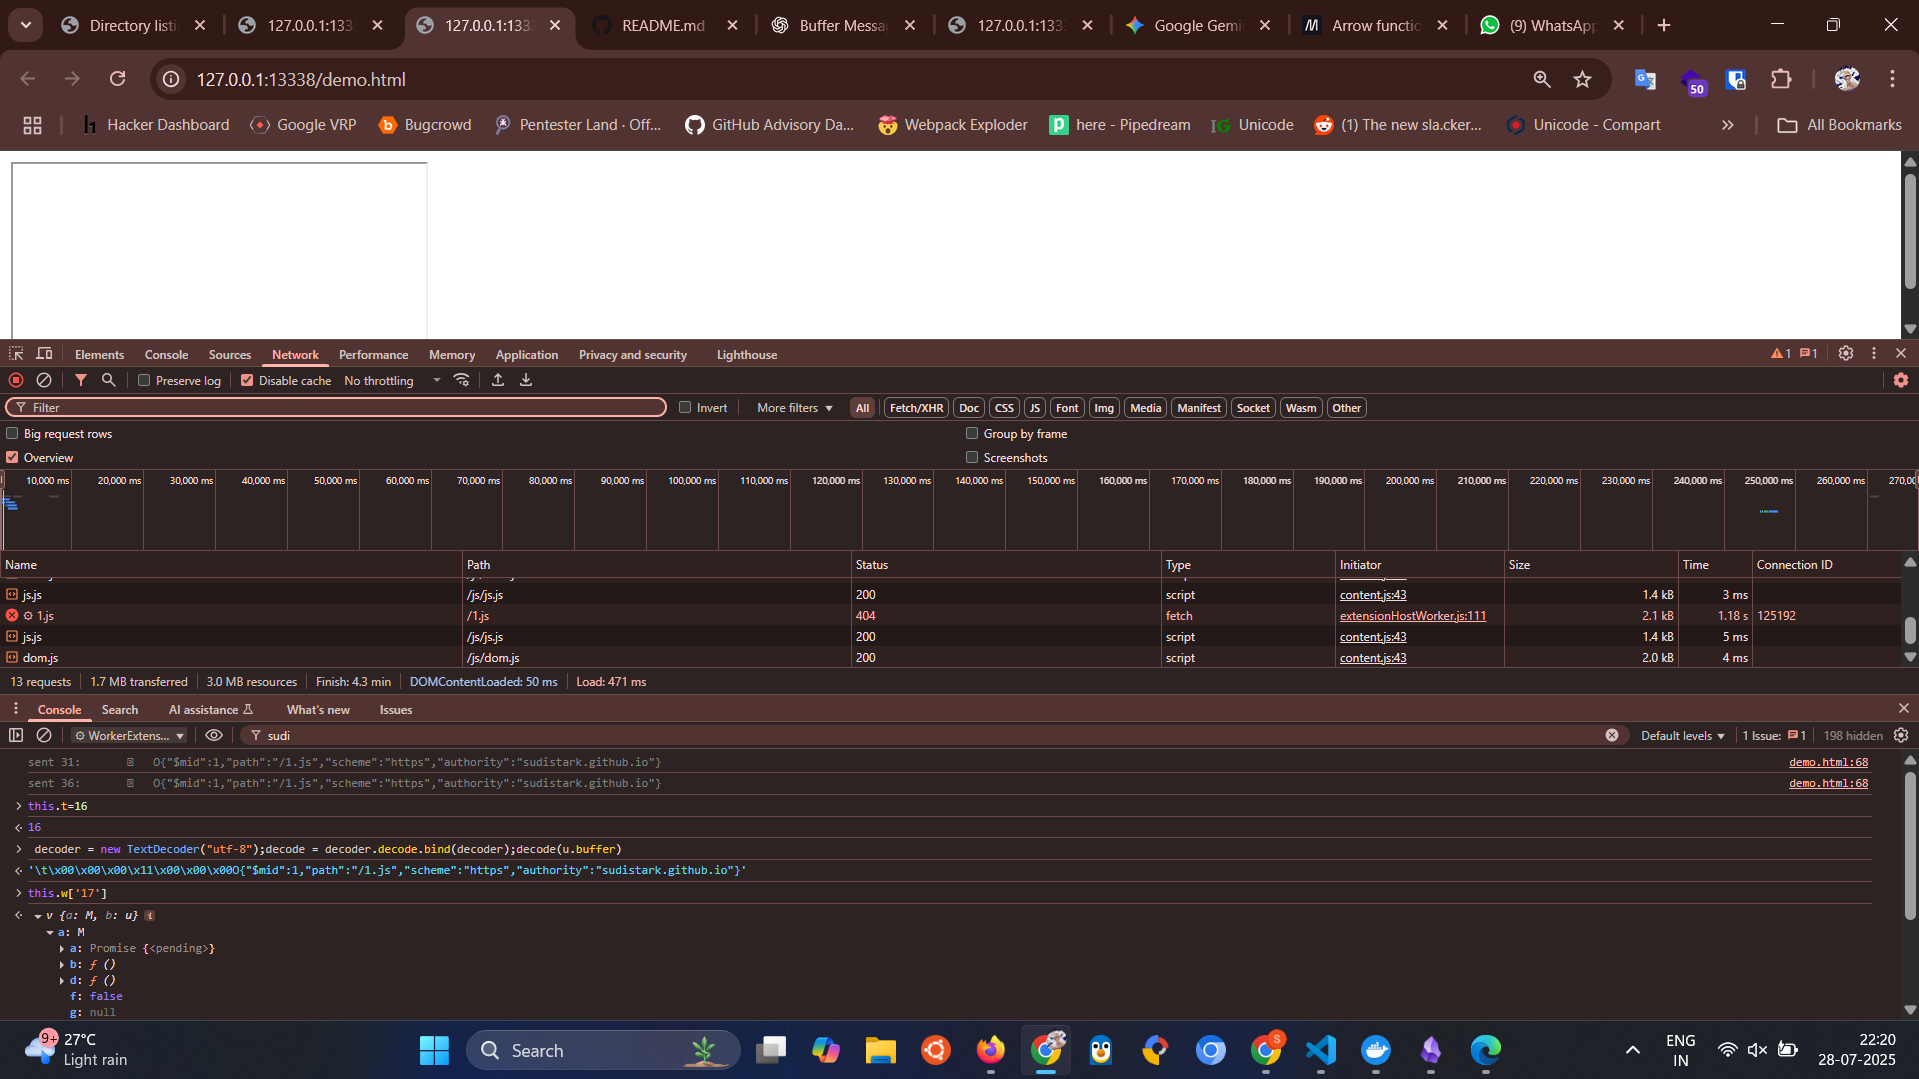 Directory listi
127.0.0.1:133
127.0.0.1:133
README.md
Buffer Messa
127.0.0.1:133
Google Gemi
Arrow functio
(9) WhatsApp
127.0.0.1:13338/demo.html
50
Hacker Dashboard
Google VRP
Bugcrowd
Pentester Land · Off...
GitHub Advisory Da...
Webpack Exploder
here - Pipedream
Unicode
(1) The new sla.cker...
Unicode - Compart
All Bookmarks
Elements Console Sources Network Performance Memory Application Privacy and security Lighthouse
1 1
Preserve log Disable cache No throttling
Filter Invert More filters All Fetch/XHR Doc CSS JS Font Img Media Manifest Socket Wasm Other
Big request rows Group by frame
Overview Screenshots
10,000 ms 20,000 ms 30,000 ms 40,000 ms 50,000 ms 60,000 ms 70,000 ms 80,000 ms 90,000 ms 100,000 ms 110,000 ms 120,000 ms 130,000 ms 140,000 ms 150,000 ms 160,000 ms 170,000 ms 180,000 ms 190,000 ms 200,000 ms 210,000 ms 220,000 ms 230,000 ms 240,000 ms 250,000 ms 260,000 ms 270,00
Name Path Status Type Initiator Size Time Connection ID
js.js /js/js.js 200 script content.js:43 1.4 kB 3 ms
1.js /1.js 404 fetch extensionHostWorker.js:111 2.1 kB 1.18 s 125192
js.js /js/js.js 200 script content.js:43 1.4 kB 5 ms
dom.js /js/dom.js 200 script content.js:43 2.0 kB 4 ms
13 requests 1.7 MB transferred 3.0 MB resources Finish: 4.3 min DOMContentLoaded: 50 ms Load: 471 ms
Console Search AI assistance What's new Issues
WorkerExtens... sudi Default levels 1 Issue: 1 198 hidden
sent 31: O{"$mid":1,"path":"/1.js","scheme":"https","authority":"sudistark.github.io"} demo.html:68
sent 36: O{"$mid":1,"path":"/1.js","scheme":"https","authority":"sudistark.github.io"} demo.html:68
this.t=16
16
decoder = new TextDecoder("utf-8");decode = decoder.decode.bind(decoder);decode(u.buffer)
'\t\x00\x00\x00\x11\x00\x00\x00O{"$mid":1,"path":"/1.js","scheme":"https","authority":"sudistark.github.io"}'
this.w['17']
v {a: M, b: u}
a: M
a: Promise {<pending>}
b: ƒ ()
d: ƒ ()
f: false
g: null
9+
27°C
Light rain
Search
S
ENG
IN
22:20
28-07-2025